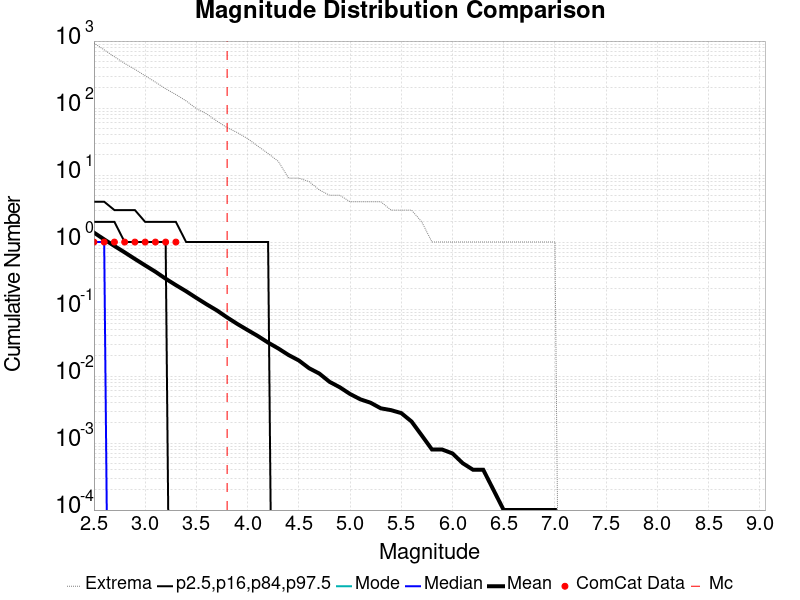 Magnitude Distribution Comparison
10^3
10^2
10^1
10^0
10^-1
10^-2
10^-3
10^-4
Cumulative Number
2.5 3.0 3.5 4.0 4.5 5.0 5.5 6.0 6.5 7.0 7.5 8.0 8.5 9.0
Magnitude
Extrema p2.5,p16,p84,p97.5 Mode Median Mean ComCat Data Mc